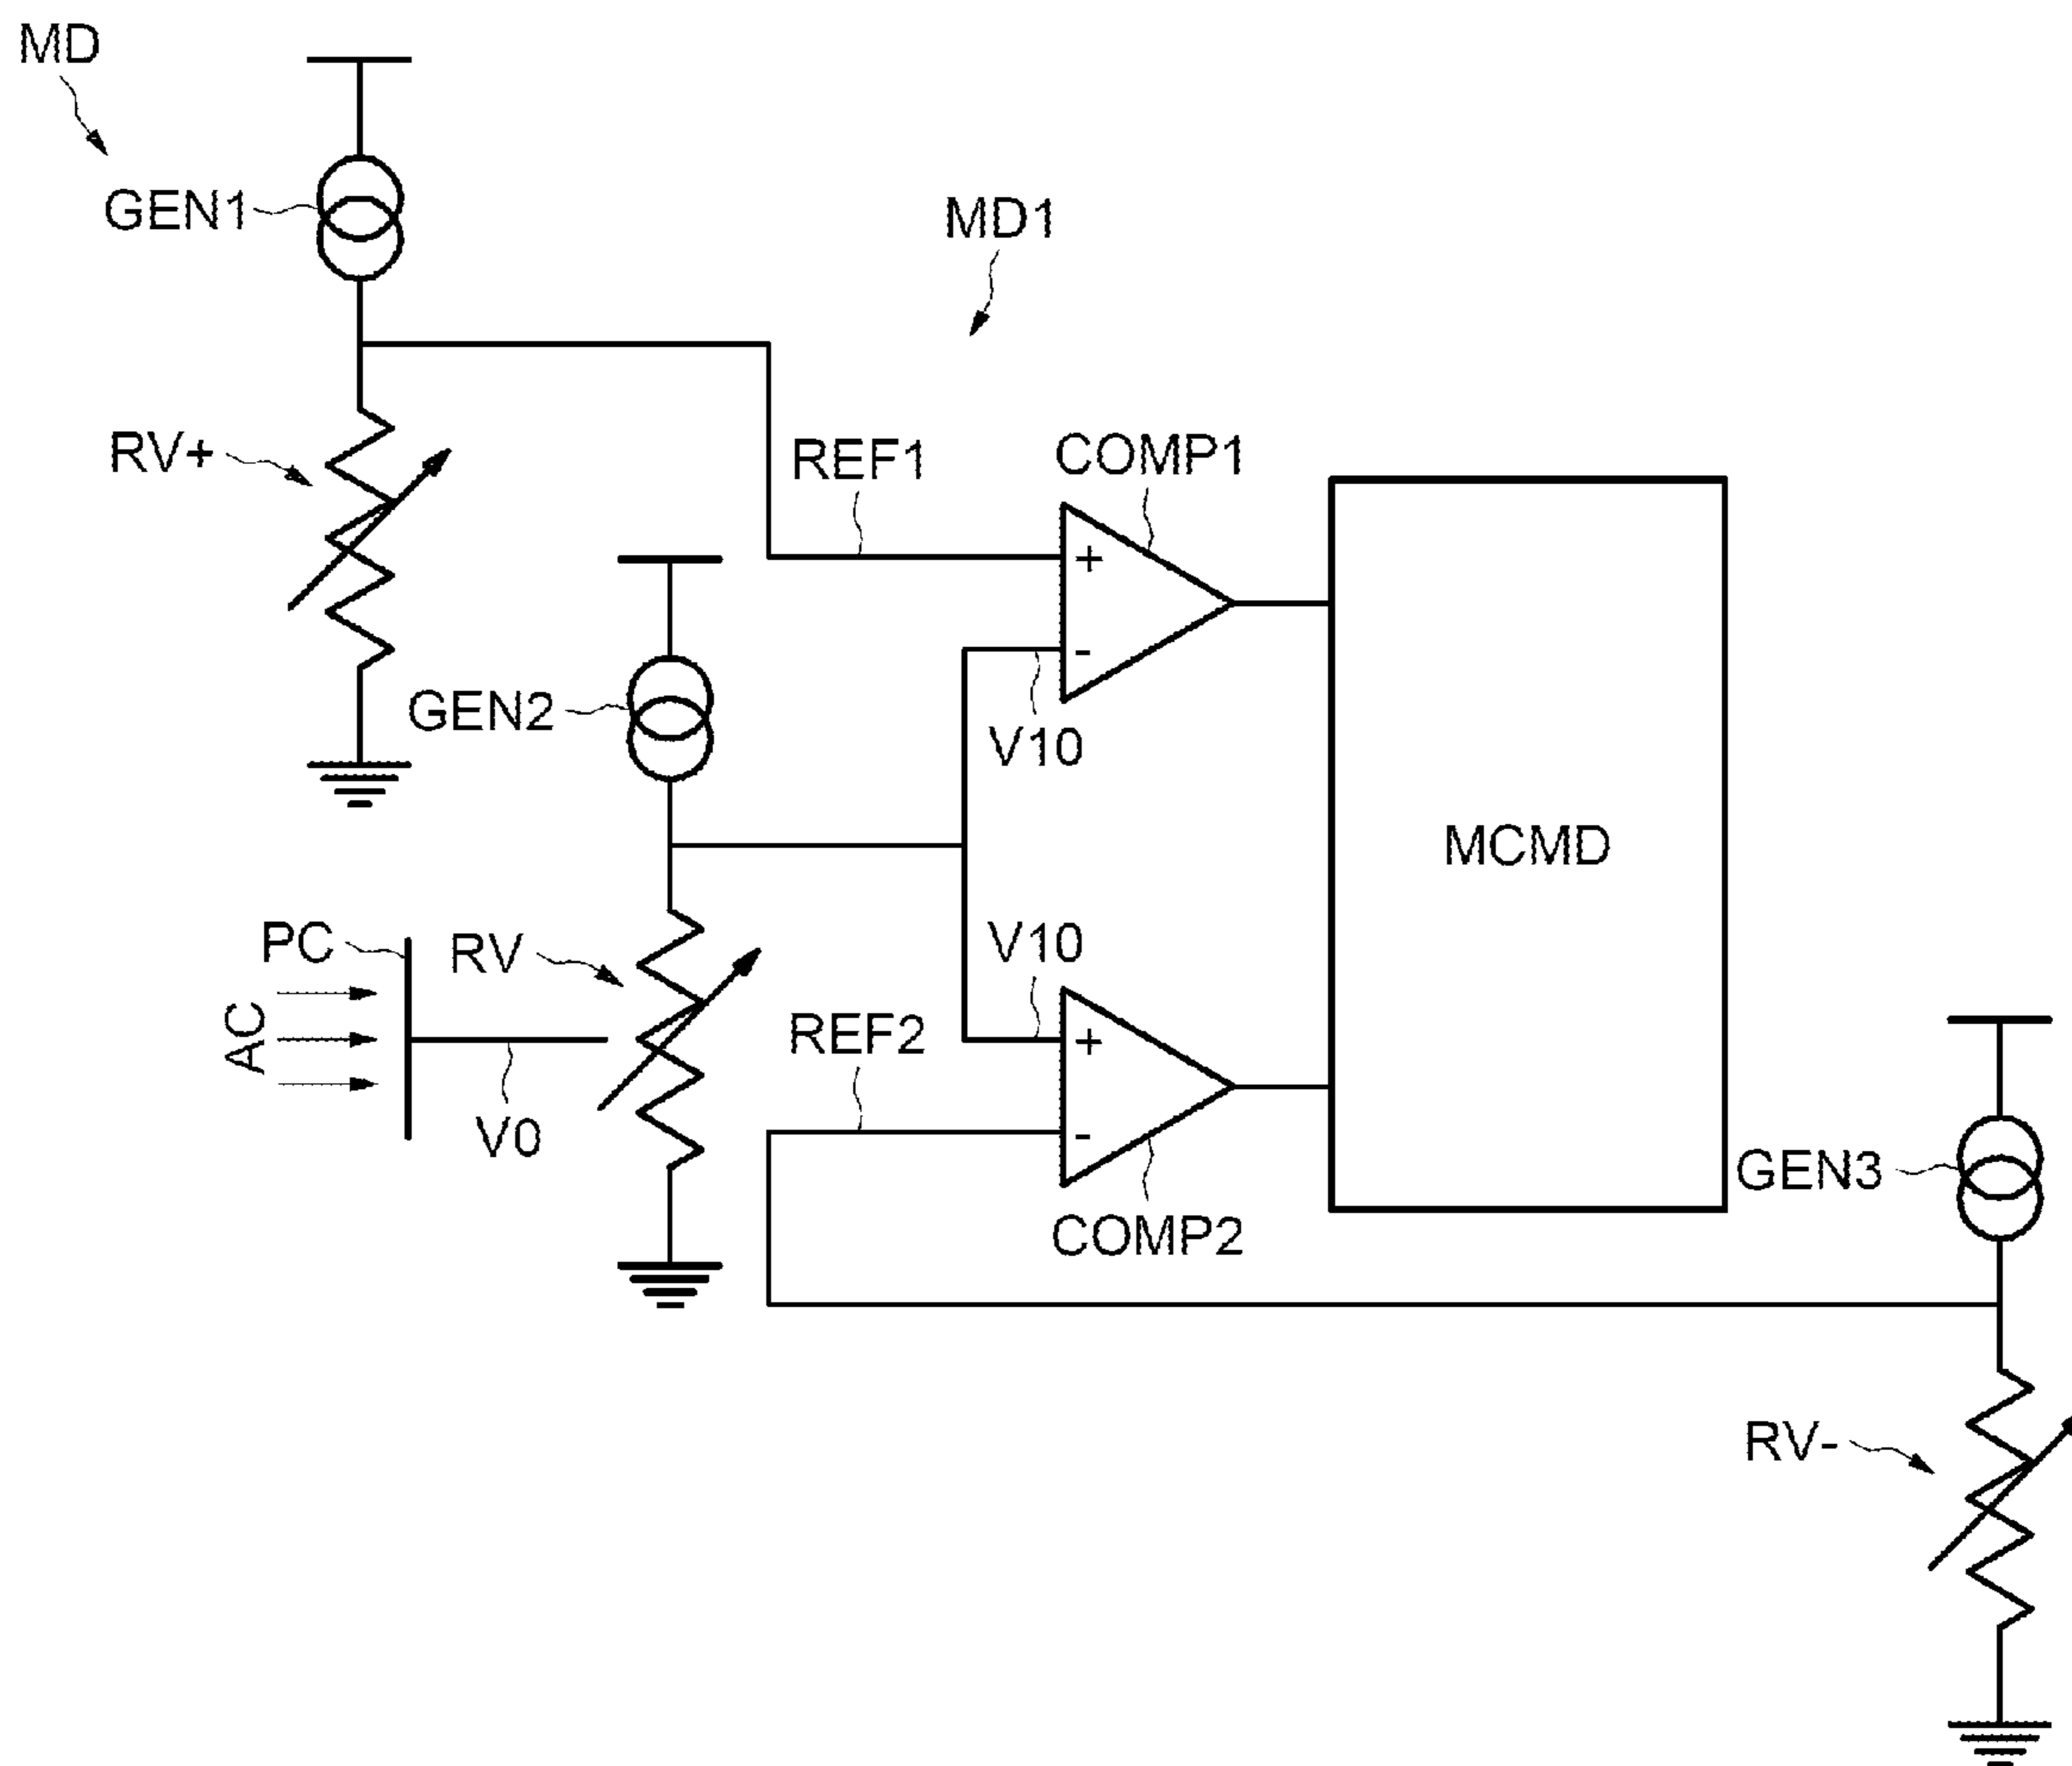 MD
GEN1
MD1
RV+
REF1
COMP1
+
-
GEN2
V10
MCMD
PC
RV
V10
AC
REF2
+
-
V0
COMP2
GEN3
RV-